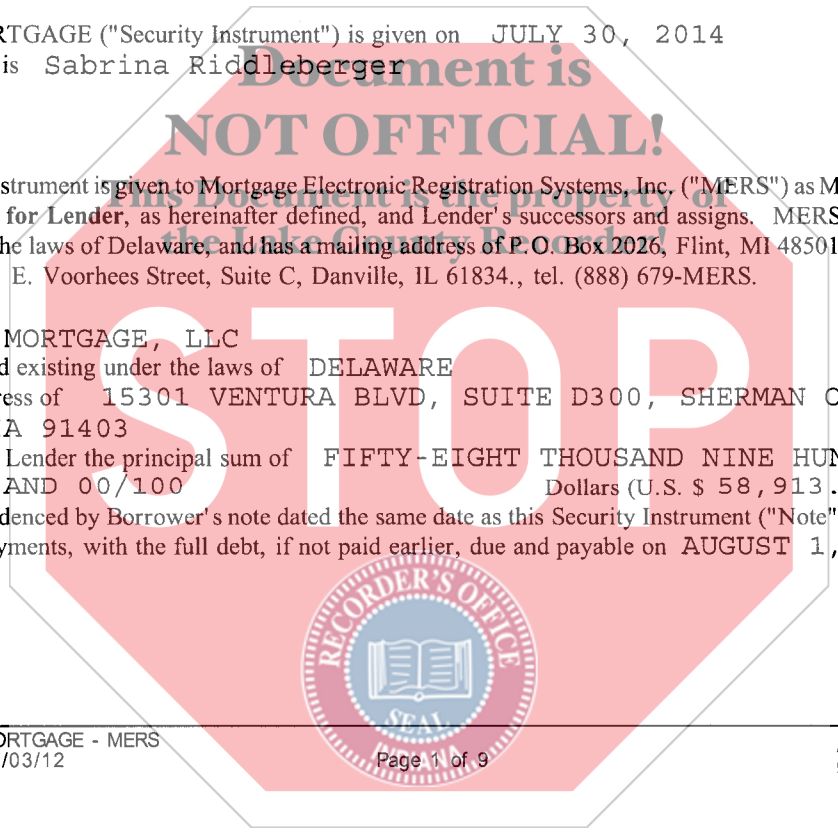 RTGAGE ("Security Instrument") is given on JULY 30, 2014
is Sabrina Riddleberger
Document is
NOT OFFICIAL!
strument is given to Mortgage Electronic Registration Systems, Inc. ("MERS") as M
This Document is the property of
for Lender, as hereinafter defined, and Lender's successors and assigns. MERS
the Lake County Recorder!
he laws of Delaware, and has a mailing address of P.O. Box 2026, Flint, MI 48501
E. Voorhees Street, Suite C, Danville, IL 61834., tel. (888) 679-MERS.
STOP
MORTGAGE, LLC
d existing under the laws of DELAWARE
ress of 15301 VENTURA BLVD, SUITE D300, SHERMAN O
A 91403
Lender the principal sum of FIFTY-EIGHT THOUSAND NINE HUN
AND 00/100 Dollars (U.S. $ 58,913.
denced by Borrower's note dated the same date as this Security Instrument ("Note"
yments, with the full debt, if not paid earlier, due and payable on AUGUST 1,
RECORDER'S OFFICE
SEAL
INDIANA
ORTGAGE - MERS
/03/12 Page 1 of 9